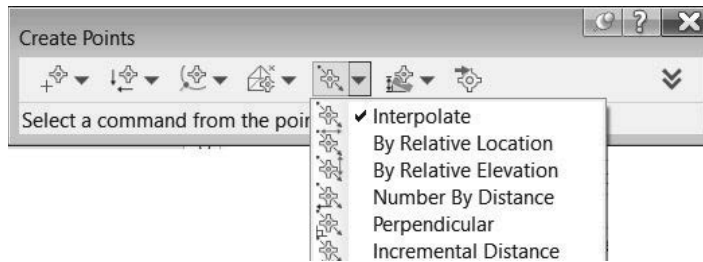 Create Points
Select a command from the poin
Interpolate
By Relative Location
By Relative Elevation
Number By Distance
Perpendicular
Incremental Distance